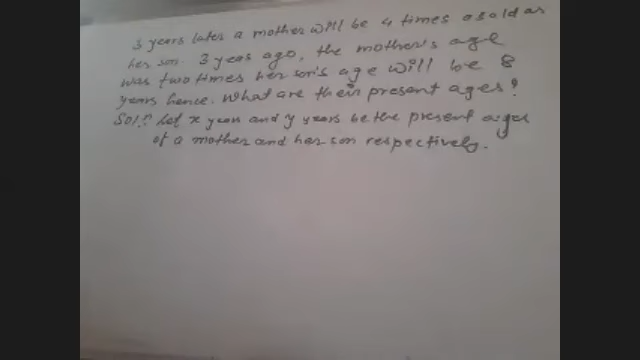 3 years later a mother will be 4 times as old as
her son. 3 years ago, the mother's age
was two times her son's age will be 8
years hence. What are their present ages?
Sol.: Let x years and y years be the present ages
of a mother and her son respectively.